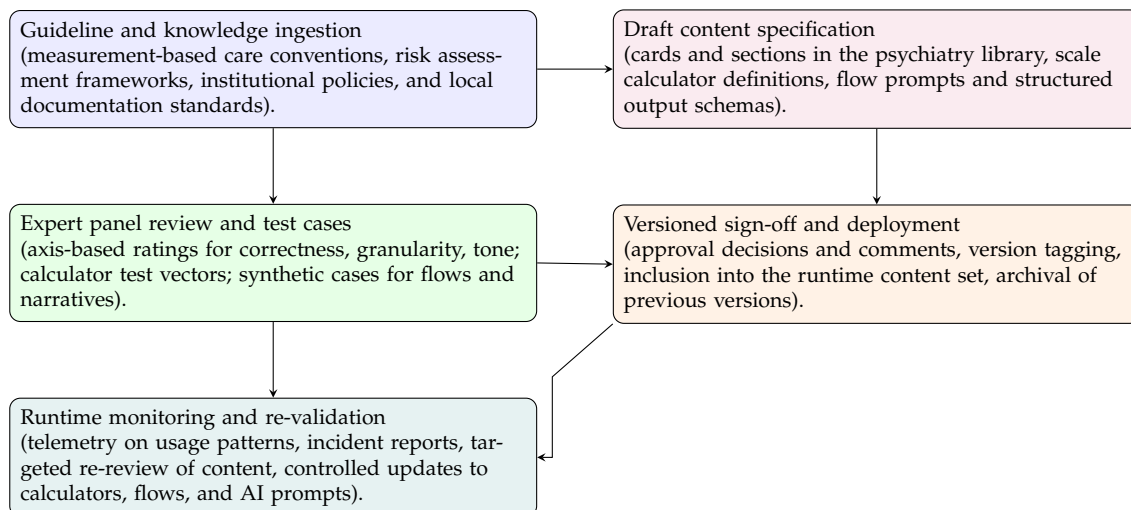 Guideline and knowledge ingestion
(measurement-based care conventions, risk assess-
ment frameworks, institutional policies, and local
documentation standards).
Draft content specification
(cards and sections in the psychiatry library, scale
calculator definitions, flow prompts and structured
output schemas).
Expert panel review and test cases
(axis-based ratings for correctness, granularity, tone;
calculator test vectors; synthetic cases for flows and
narratives).
Versioned sign-off and deployment
(approval decisions and comments, version tagging,
inclusion into the runtime content set, archival of
previous versions).
Runtime monitoring and re-validation
(telemetry on usage patterns, incident reports, tar-
geted re-review of content, controlled updates to
calculators, flows, and AI prompts).